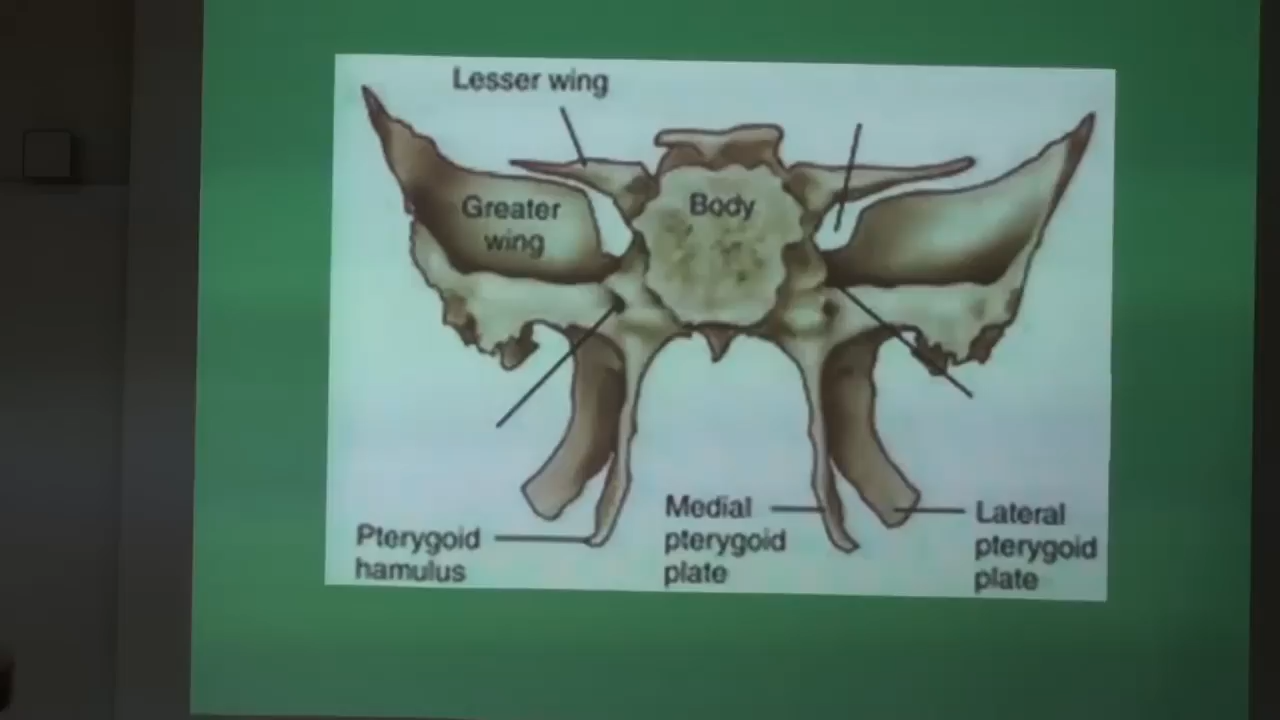 Lesser wing
Greater
wing
Body
Pterygoid
hamulus
Medial
pterygoid
plate
Lateral
pterygoid
plate